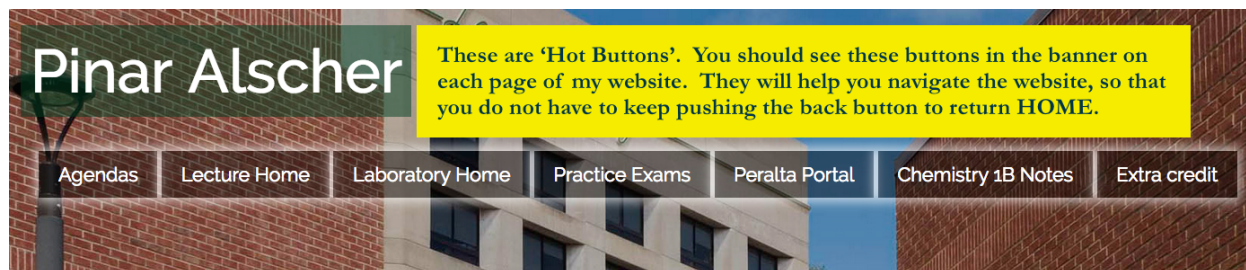 Pinar Alscher
These are ‘Hot Buttons’.  You should see these buttons in the banner on
each page of my website.  They will help you navigate the website, so that
you do not have to keep pushing the back button to return HOME.
Agendas
Lecture Home
Laboratory Home
Practice Exams
Peralta Portal
Chemistry 1B Notes
Extra credit